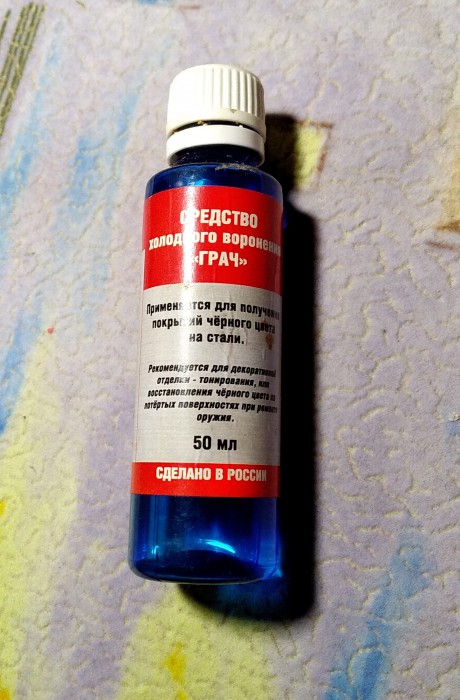 СРЕДСТВО
холодного воронения
«ГРАЧ»
Применяется для получения
покрытий чёрного цвета
на стали.
Рекомендуется для декоративной
отделки - тонирования, или
восстановления чёрного цвета на
потёртых поверхностях при ремонте
оружия.
50 мл
СДЕЛАНО В РОССИИ